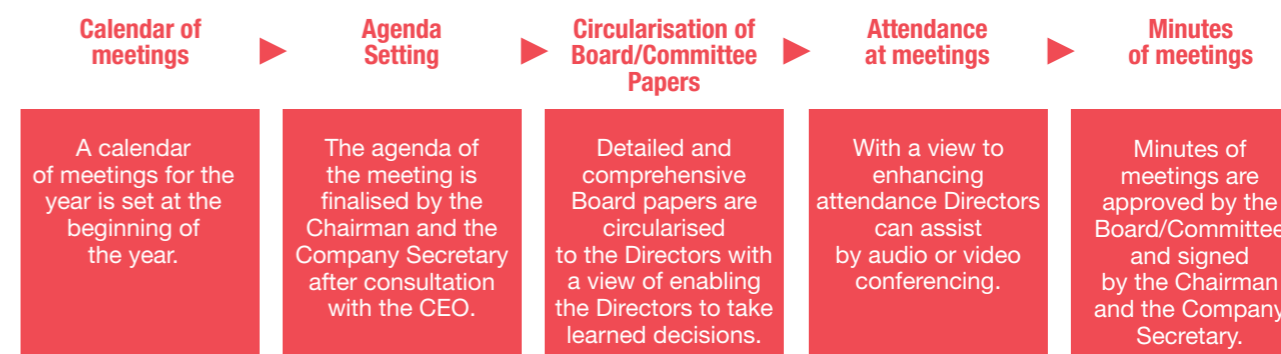 Calendar of
meetings
Agenda
Setting
Circularisation of
Board/Committee
Papers
Attendance
at meetings
Minutes
of meetings
A calendar
of meetings for the
year is set at the
beginning of
the year.
The agenda of
the meeting is
finalised by the
Chairman and the
Company Secretary
after consultation
with the CEO.
Detailed and
comprehensive
Board papers are
circularised
to the Directors with
a view of enabling
the Directors to take
learned decisions.
With a view to
enhancing
attendance Directors
can assist
by audio or video
conferencing.
Minutes of
meetings are
approved by the
Board/Committee
and signed
by the Chairman
and the Company
Secretary.